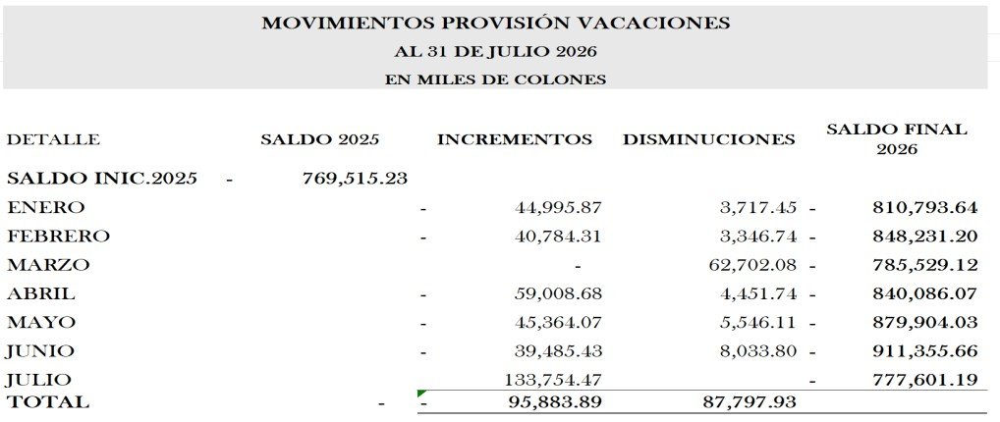 MOVIMIENTOS PROVISIÓN VACACIONES
AL 31 DE JULIO 2026
EN MILES DE COLONES
DETALLE SALDO 2025 INCREMENTOS DISMINUCIONES SALDO FINAL 2026
SALDO INIC.2025 - 769,515.23
ENERO - 44,995.87 3,717.45 - 810,793.64
FEBRERO - 40,784.31 3,346.74 - 848,231.20
MARZO - 62,702.08 - 785,529.12
ABRIL - 59,008.68 4,451.74 - 840,086.07
MAYO - 45,364.07 5,546.11 - 879,904.03
JUNIO - 39,485.43 8,033.80 - 911,355.66
JULIO 133,754.47 - 777,601.19
TOTAL - - 95,883.89 87,797.93